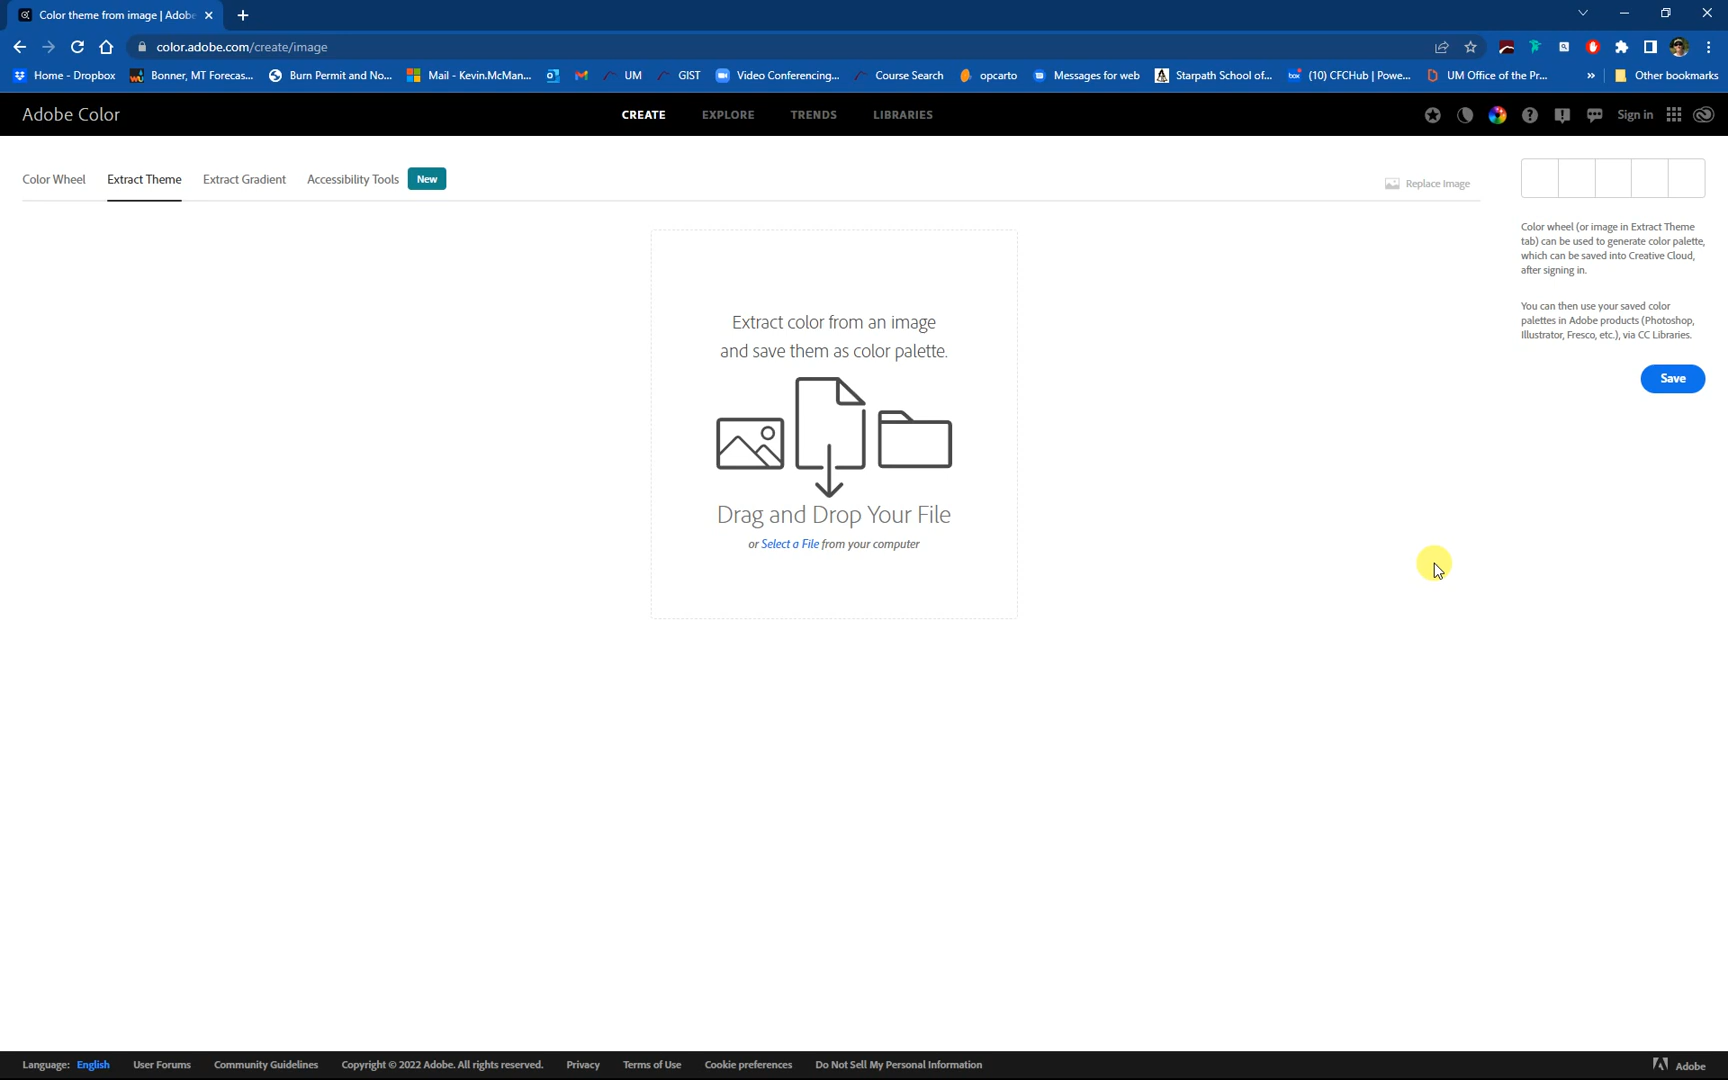 Color theme from image | Adobe
color.adobe.com/create/image
Home - Dropbox
Bonner, MT Forecas...
Burn Permit and No...
Mail - Kevin.McMan...
UM
GIST
Video Conferencing...
Course Search
opcarto
Messages for web
Starpath School of...
(10) CFCHub | Powe...
UM Office of the Pr...
»
Other bookmarks
Adobe Color
CREATE
EXPLORE
TRENDS
LIBRARIES
Sign in
Color Wheel
Extract Theme
Extract Gradient
Accessibility Tools
New
Replace Image
Color wheel (or image in Extract Theme
tab) can be used to generate color palette,
which can be saved into Creative Cloud,
after signing in.
You can then use your saved color
palettes in Adobe products (Photoshop,
Illustrator, Fresco, etc.), via CC Libraries.
Save
Extract color from an image
and save them as color palette.
Drag and Drop Your File
or Select a File from your computer
Language: English
User Forums
Community Guidelines
Copyright © 2022 Adobe. All rights reserved.
Privacy
Terms of Use
Cookie preferences
Do Not Sell My Personal Information
Adobe